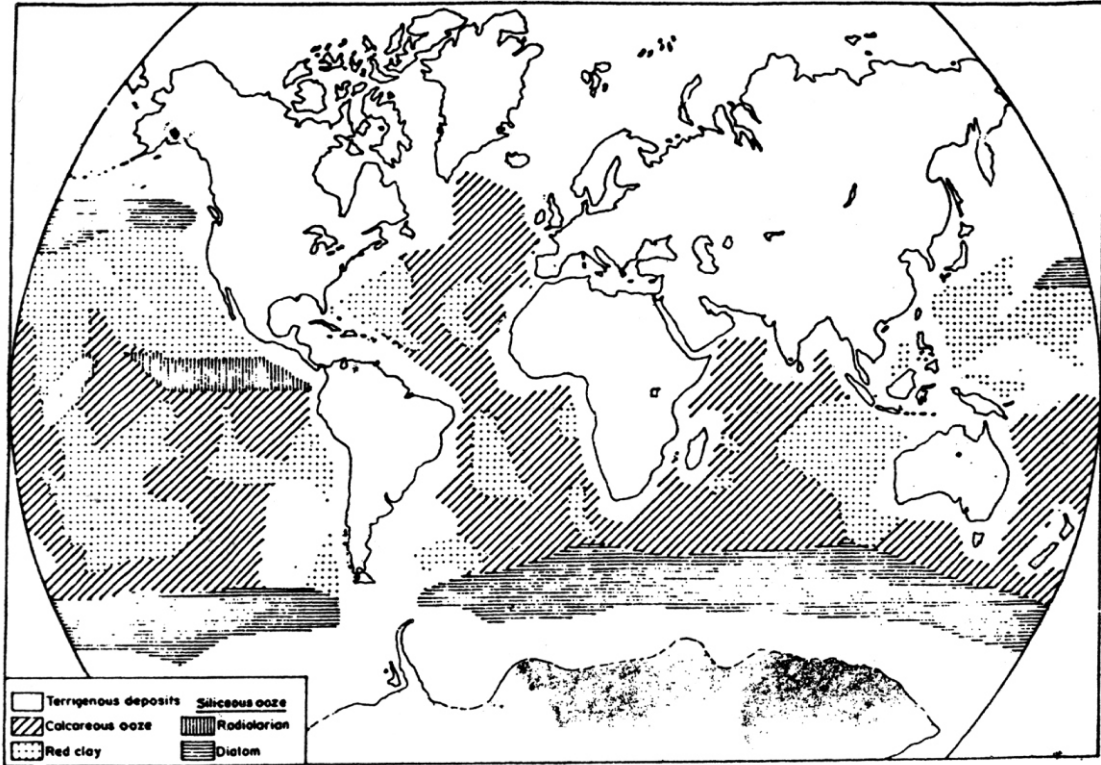 Terrigenous deposits
Calcareous ooze
Red clay
Siliceous ooze
Radiolarian
Diatom